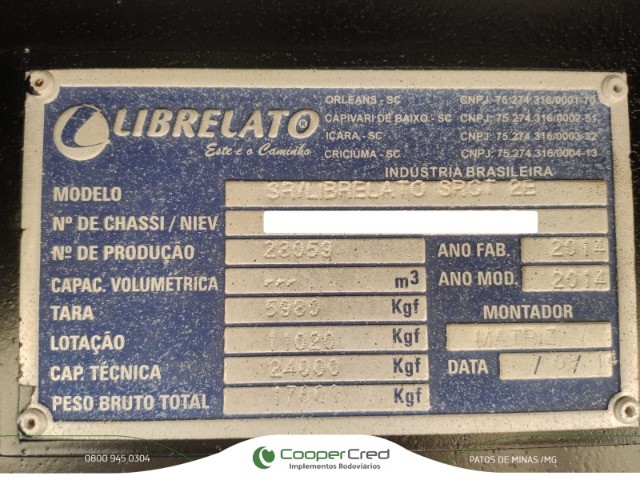 LIBRELATO®
Este é o Caminho
ORLEANS - SC CNPJ: 75.274.316/0001-70
CAPIVARI DE BAIXO - SC CNPJ: 75.274.316/0002-51
IÇARA - SC CNPJ: 75.274.316/0003-32
CRICIÚMA - SC CNPJ: 75.274.316/0004-13
INDÚSTRIA BRASILEIRA
MODELO SR/LIBRELATO SRCF 2E
Nº DE CHASSI / NIEV
Nº DE PRODUÇÃO 23059 ANO FAB. 2014
CAPAC. VOLUMÉTRICA --- m³ ANO MOD. 2014
TARA 5980 Kgf MONTADOR
LOTAÇÃO 11020 Kgf MATRIZ
CAP. TÉCNICA 24000 Kgf DATA
PESO BRUTO TOTAL 17000 Kgf
0800 945 0304 CooperCred PATOS DE MINAS /MG
Implementos Rodoviários